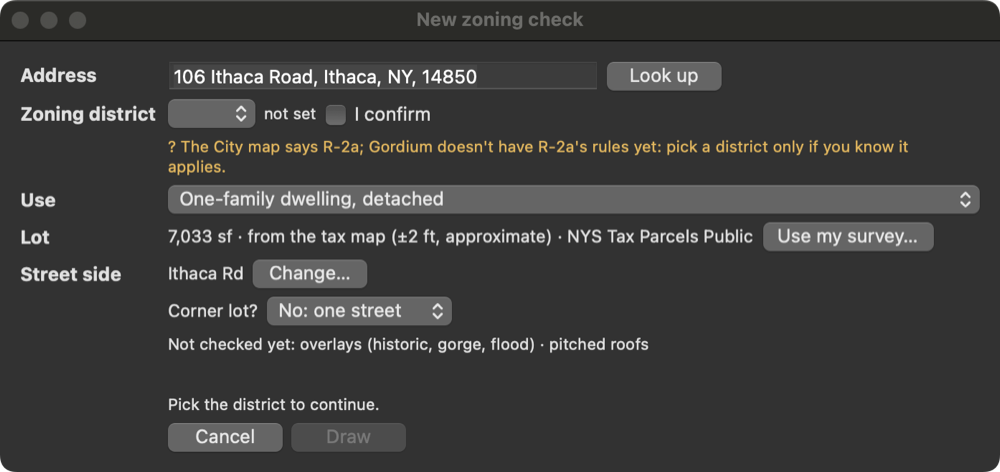 New zoning check
Address
106 Ithaca Road, Ithaca, NY, 14850
Look up
Zoning district
not set
I confirm
? The City map says R-2a; Gordium doesn't have R-2a's rules yet: pick a district only if you know it
applies.
Use
One-family dwelling, detached
Lot
7,033 sf · from the tax map (±2 ft, approximate) · NYS Tax Parcels Public
Use my survey...
Street side
Ithaca Rd
Change...
Corner lot?
No: one street
Not checked yet: overlays (historic, gorge, flood) · pitched roofs
Pick the district to continue.
Cancel
Draw